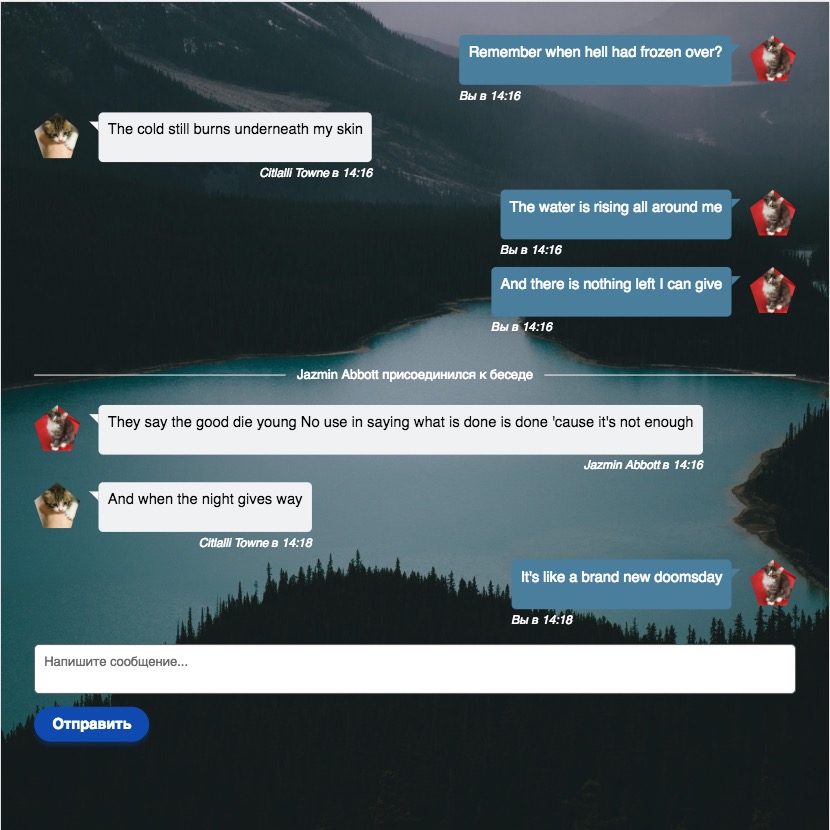 Remember when hell had frozen over?
Вы в 14:16
The cold still burns underneath my skin
Citlalli Towne в 14:16
The water is rising all around me
Вы в 14:16
And there is nothing left I can give
Вы в 14:16
Jazmin Abbott присоединился к беседе
They say the good die young No use in saying what is done is done 'cause it's not enough
Jazmin Abbott в 14:16
And when the night gives way
Citlalli Towne в 14:18
It's like a brand new doomsday
Вы в 14:18
Напишите сообщение...
Отправить